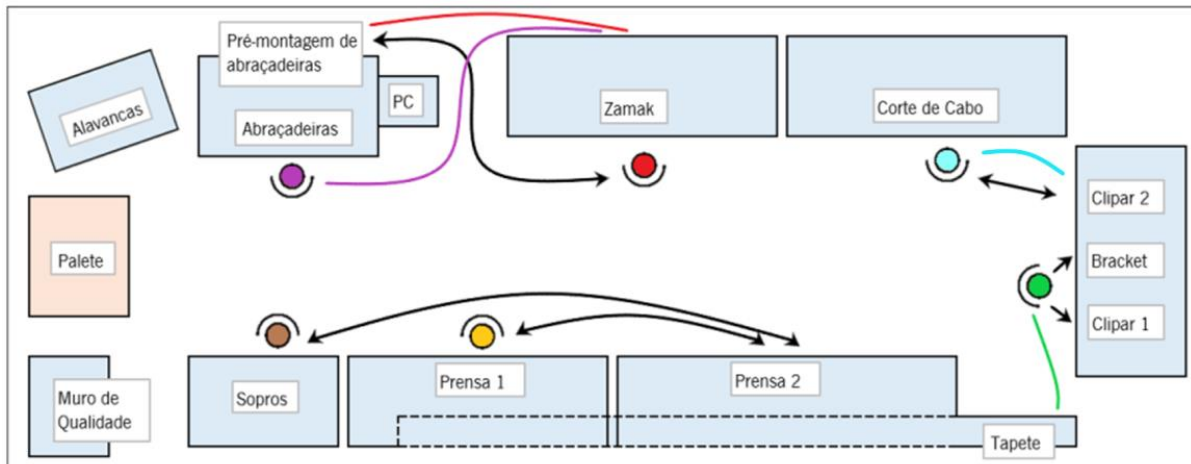 Pré-montagem de
abraçadeiras
Alavancas
Abraçadeiras
PC
Zamak
Corte de Cabo
Clipar 2
Palete
Bracket
Clipar 1
Muro de
Qualidade
Sopros
Prensa 1
Prensa 2
Tapete